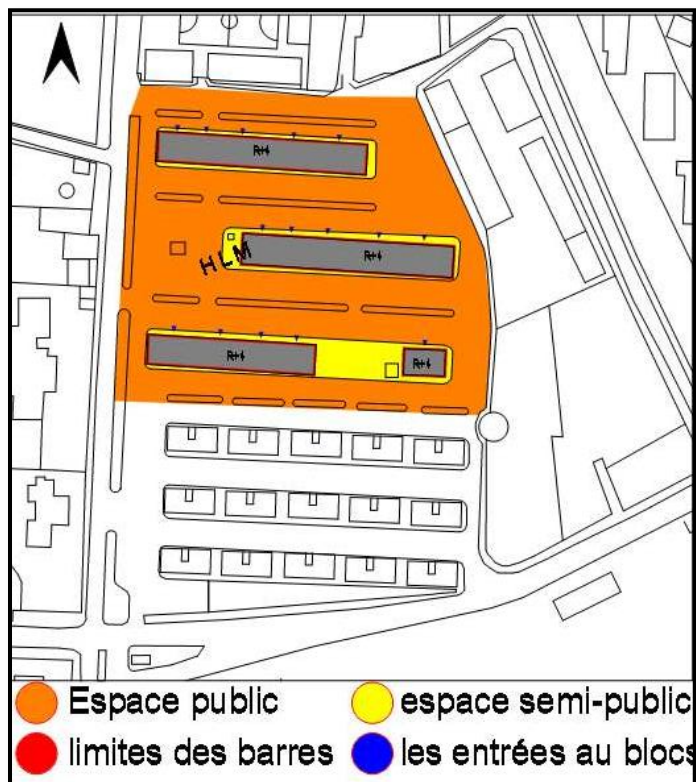 R+4
R+4
HLM
R+4
R+4
Espace public
espace semi-public
limites des barres
les entrées au blocs